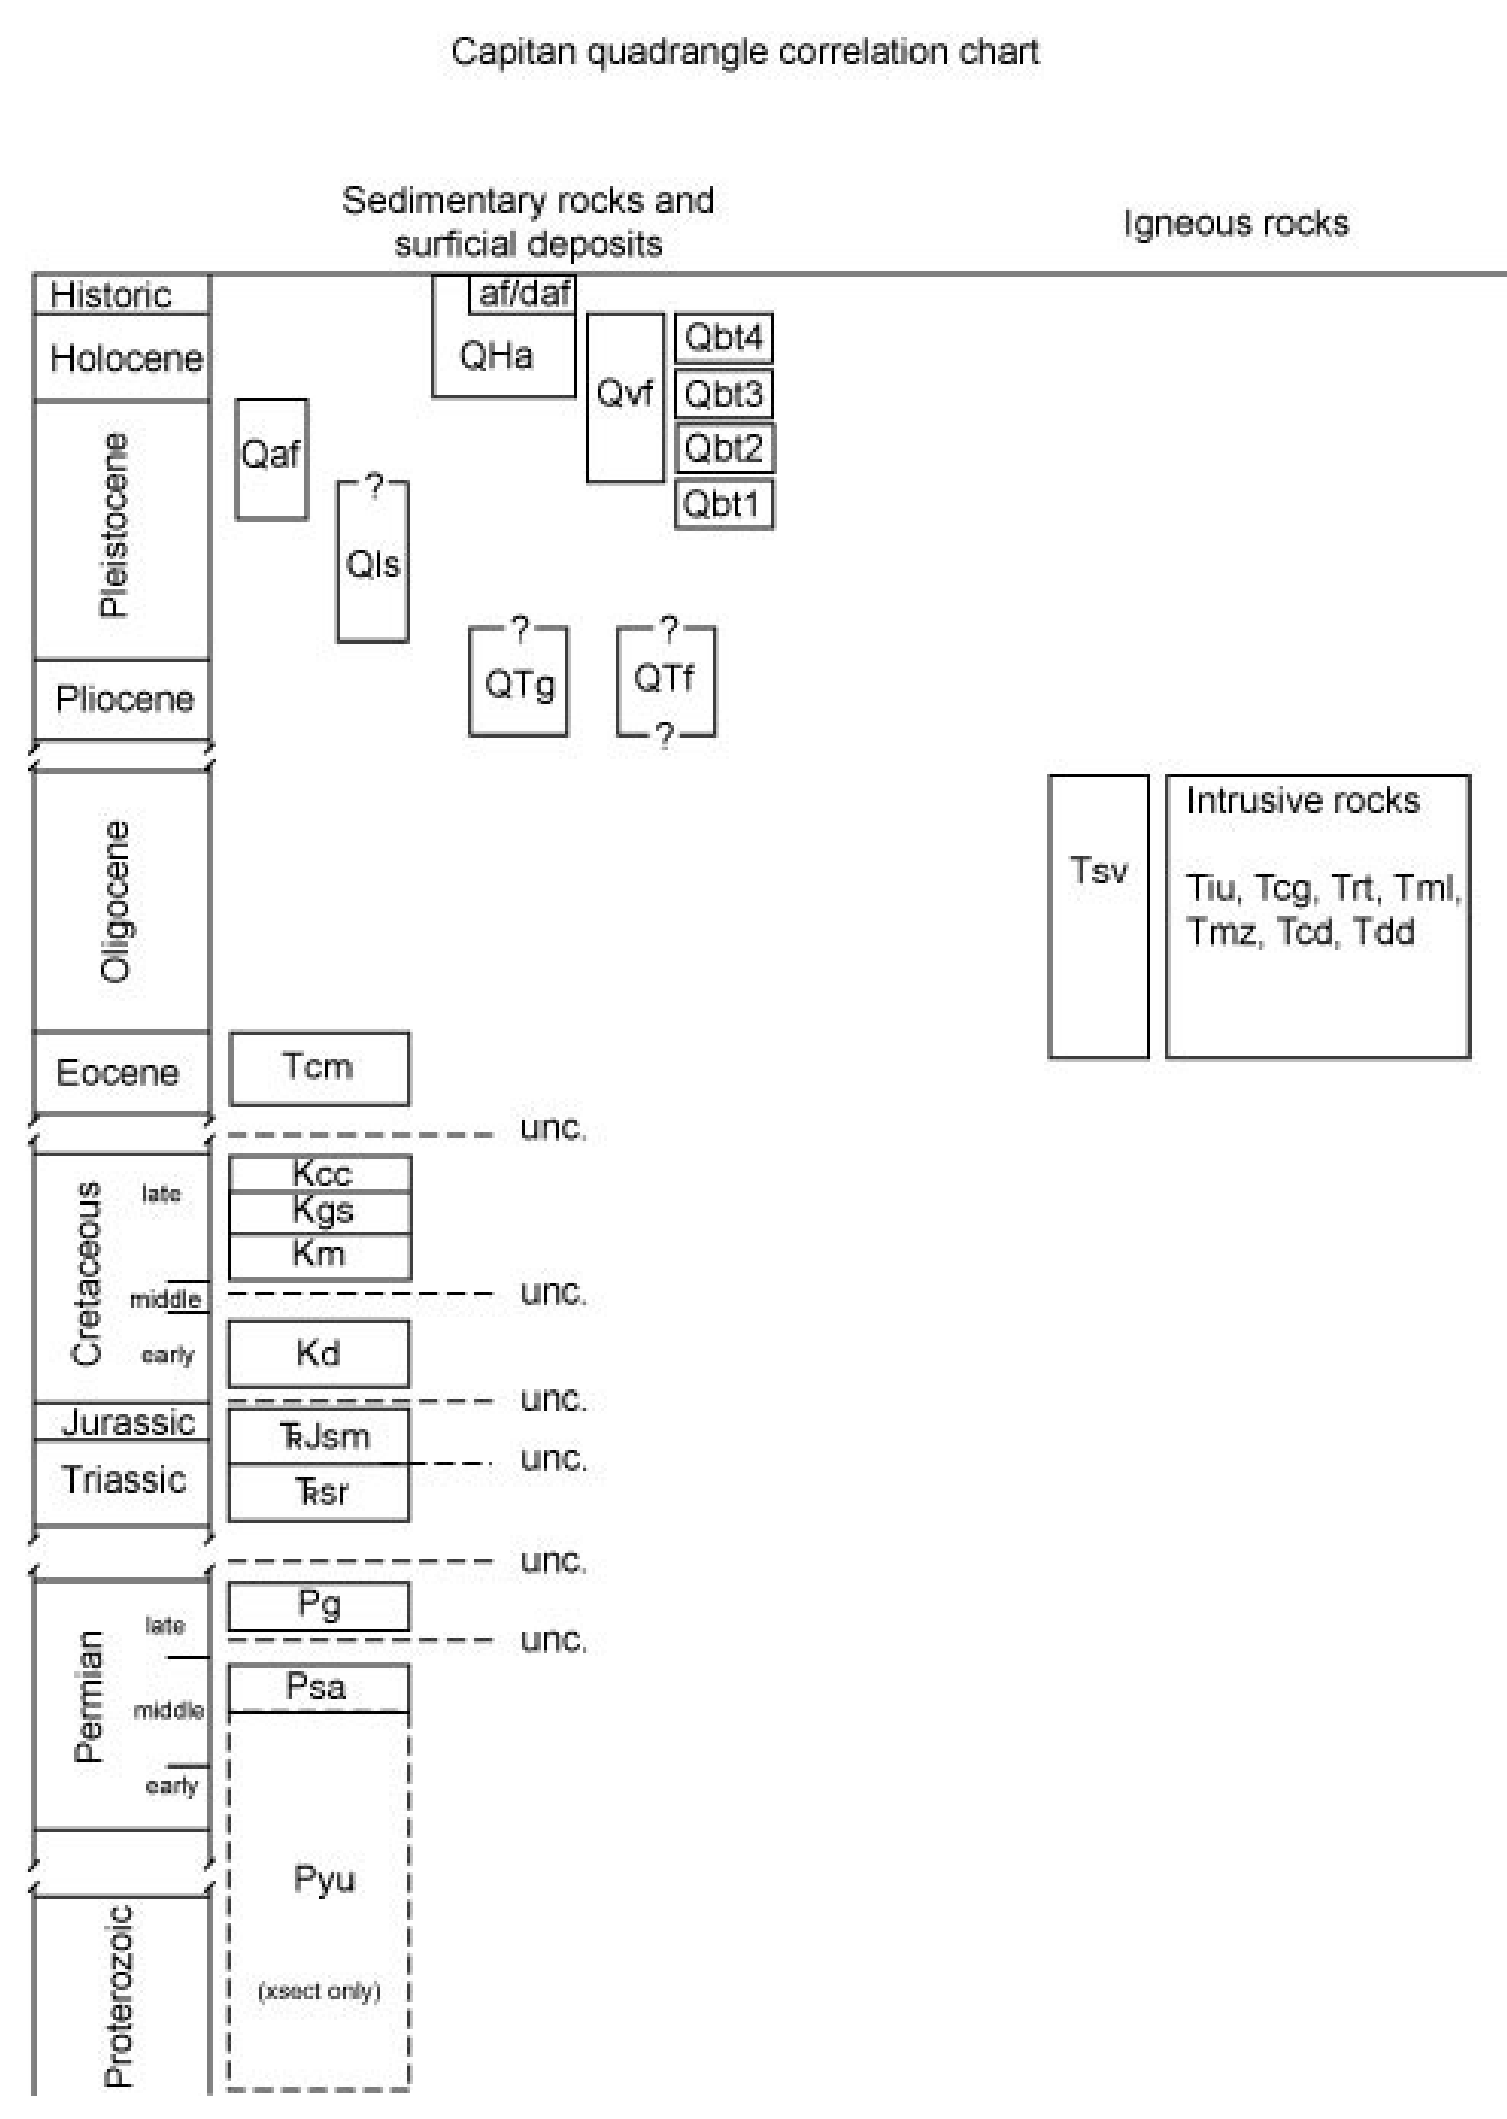 Capitan quadrangle correlation chart
Sedimentary rocks and
surficial deposits
Igneous rocks
Historic
af/daf
Holocene
QHa
Qvf
Qbt4
Qbt3
Qbt2
Qbt1
Pleistocene
Qaf
?
Qls
?
QTg
?
QTf
?
Pliocene
Oligocene
Tsv
Intrusive rocks
Tiu, Tcg, Trt, Tml,
Tmz, Tcd, Tdd
Eocene
Tcm
unc.
Cretaceous
late
Kcc
Kgs
Km
middle
unc.
early
Kd
unc.
Jurassic
TRJsm
unc.
Triassic
TRsr
unc.
Permian
late
Pg
unc.
Psa
middle
early
Pyu
(xsect only)
Proterozoic